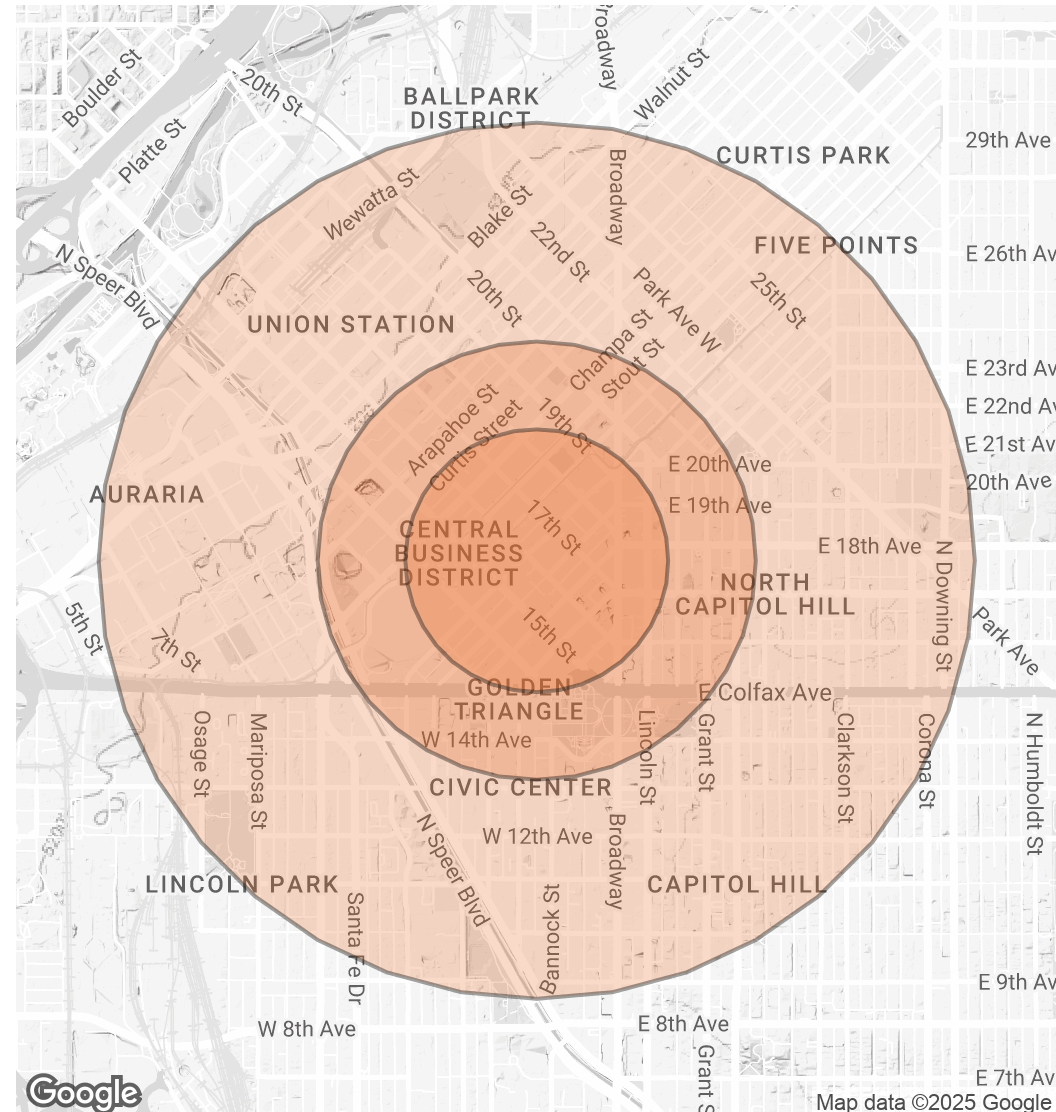 Broadway
Boulder St
20th St
Walnut St
BALLPARK
DISTRICT
Platte St
29th Ave
CURTIS PARK
Broadway
Wewatta St
Blake St
22nd St
FIVE POINTS
E 26th Av
N Speer Blvd
20th St
Park Ave W
25th St
UNION STATION
Champa St
Stout St
E 23rd Av
Arapahoe St
Curtis Street
19th St
E 22nd Av
E 21st Av
E 20th Ave
20th Ave
AURARIA
E 19th Ave
17th St
CENTRAL
BUSINESS
DISTRICT
E 18th Ave
N Downing St
NORTH
CAPITOL HILL
5th St
7th St
15th St
Park Ave
GOLDEN
TRIANGLE
E Colfax Ave
Osage St
Mariposa St
W 14th Ave
Lincoln St
Grant St
Clarkson St
Corona St
N Humboldt St
CIVIC CENTER
N Speer Blvd
W 12th Ave
Broadway
LINCOLN PARK
CAPITOL HILL
Santa Fe Dr
Bannock St
E 9th Av
W 8th Ave
E 8th Ave
Grant S
E 7th Av
Google
Map data ©2025 Google